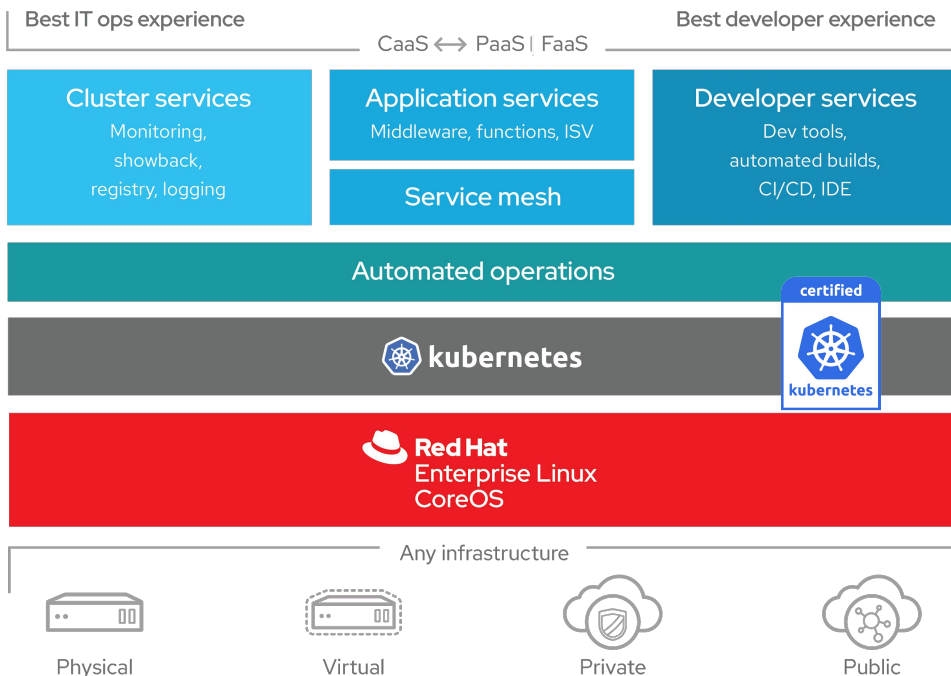 Best IT ops experience
Best developer experience
CaaS ↔ PaaS | FaaS
Cluster services
Monitoring,
showback,
registry, logging
Application services
Middleware, functions, ISV
Service mesh
Developer services
Dev tools,
automated builds,
CI/CD, IDE
Automated operations
certified
kubernetes
kubernetes
Red Hat
Enterprise Linux
CoreOS
Any infrastructure
Physical
Virtual
Private
Public